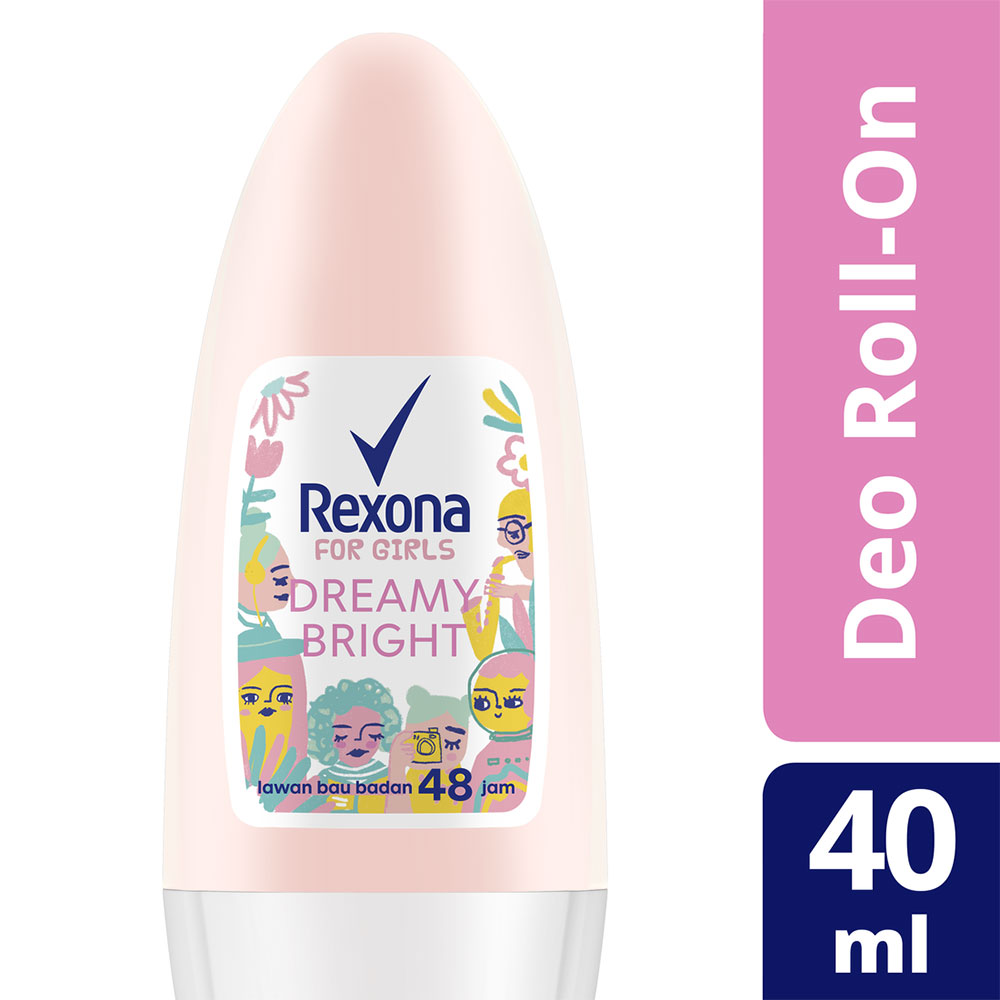 Rexona
FOR GIRLS
DREAMY
BRIGHT
lawan bau badan 48 jam
Deo Roll-On
40
ml